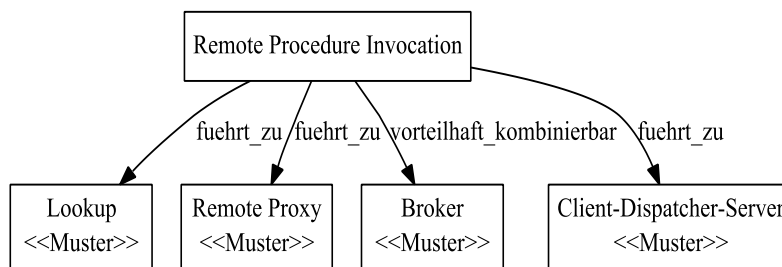 Remote Procedure Invocation
fuehrt_zu
fuehrt_zu
vorteilhaft_kombinierbar
fuehrt_zu
Lookup
<<Muster>>
Remote Proxy
<<Muster>>
Broker
<<Muster>>
Client-Dispatcher-Server
<<Muster>>